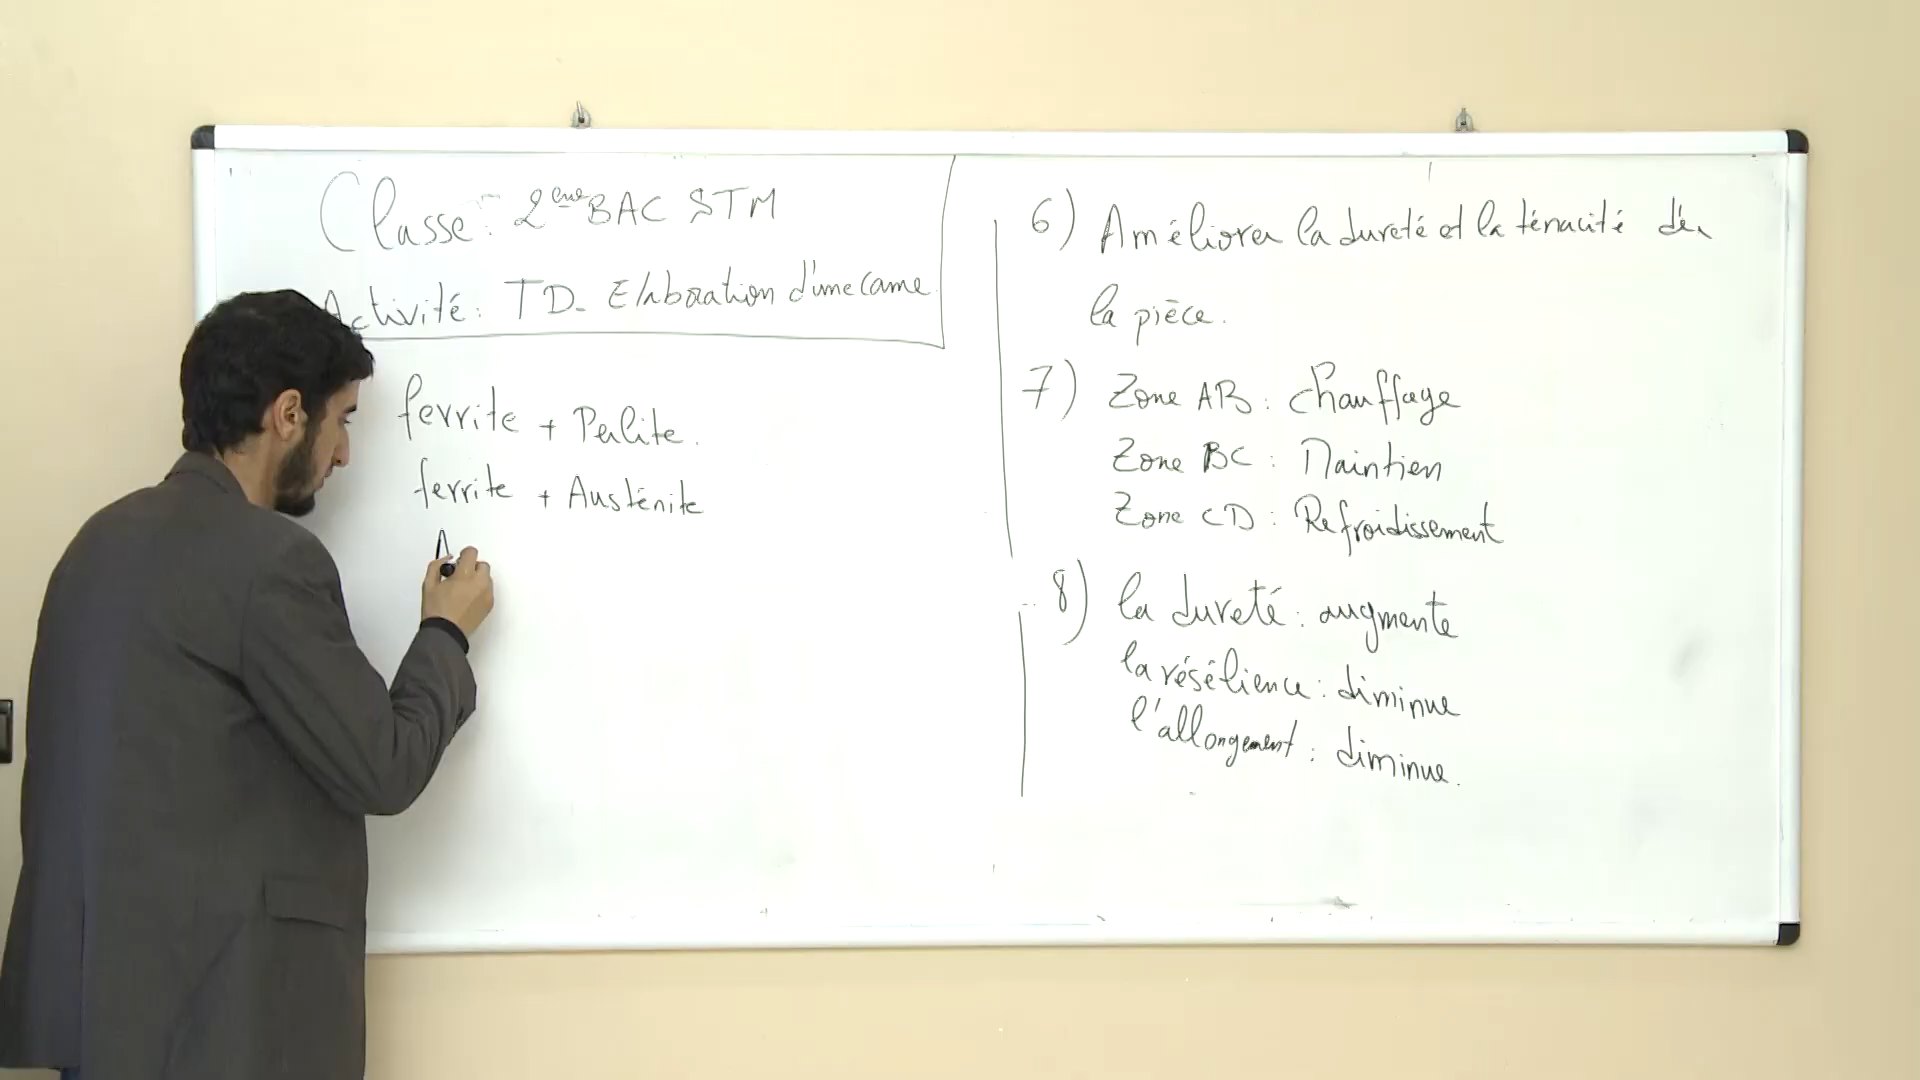 Classe: 2ème BAC STM
Activité: TD- Elaboration d'une came
ferrite + Perlite.
ferrite + Austénite
A
6) Améliorer la dureté et la ténacité de
la pièce.
7) Zone AB: chauffage
Zone BC: Maintien
Zone CD: Refroidissement
8) la dureté: augmente
la résélience: diminue
l'allongement: diminue.